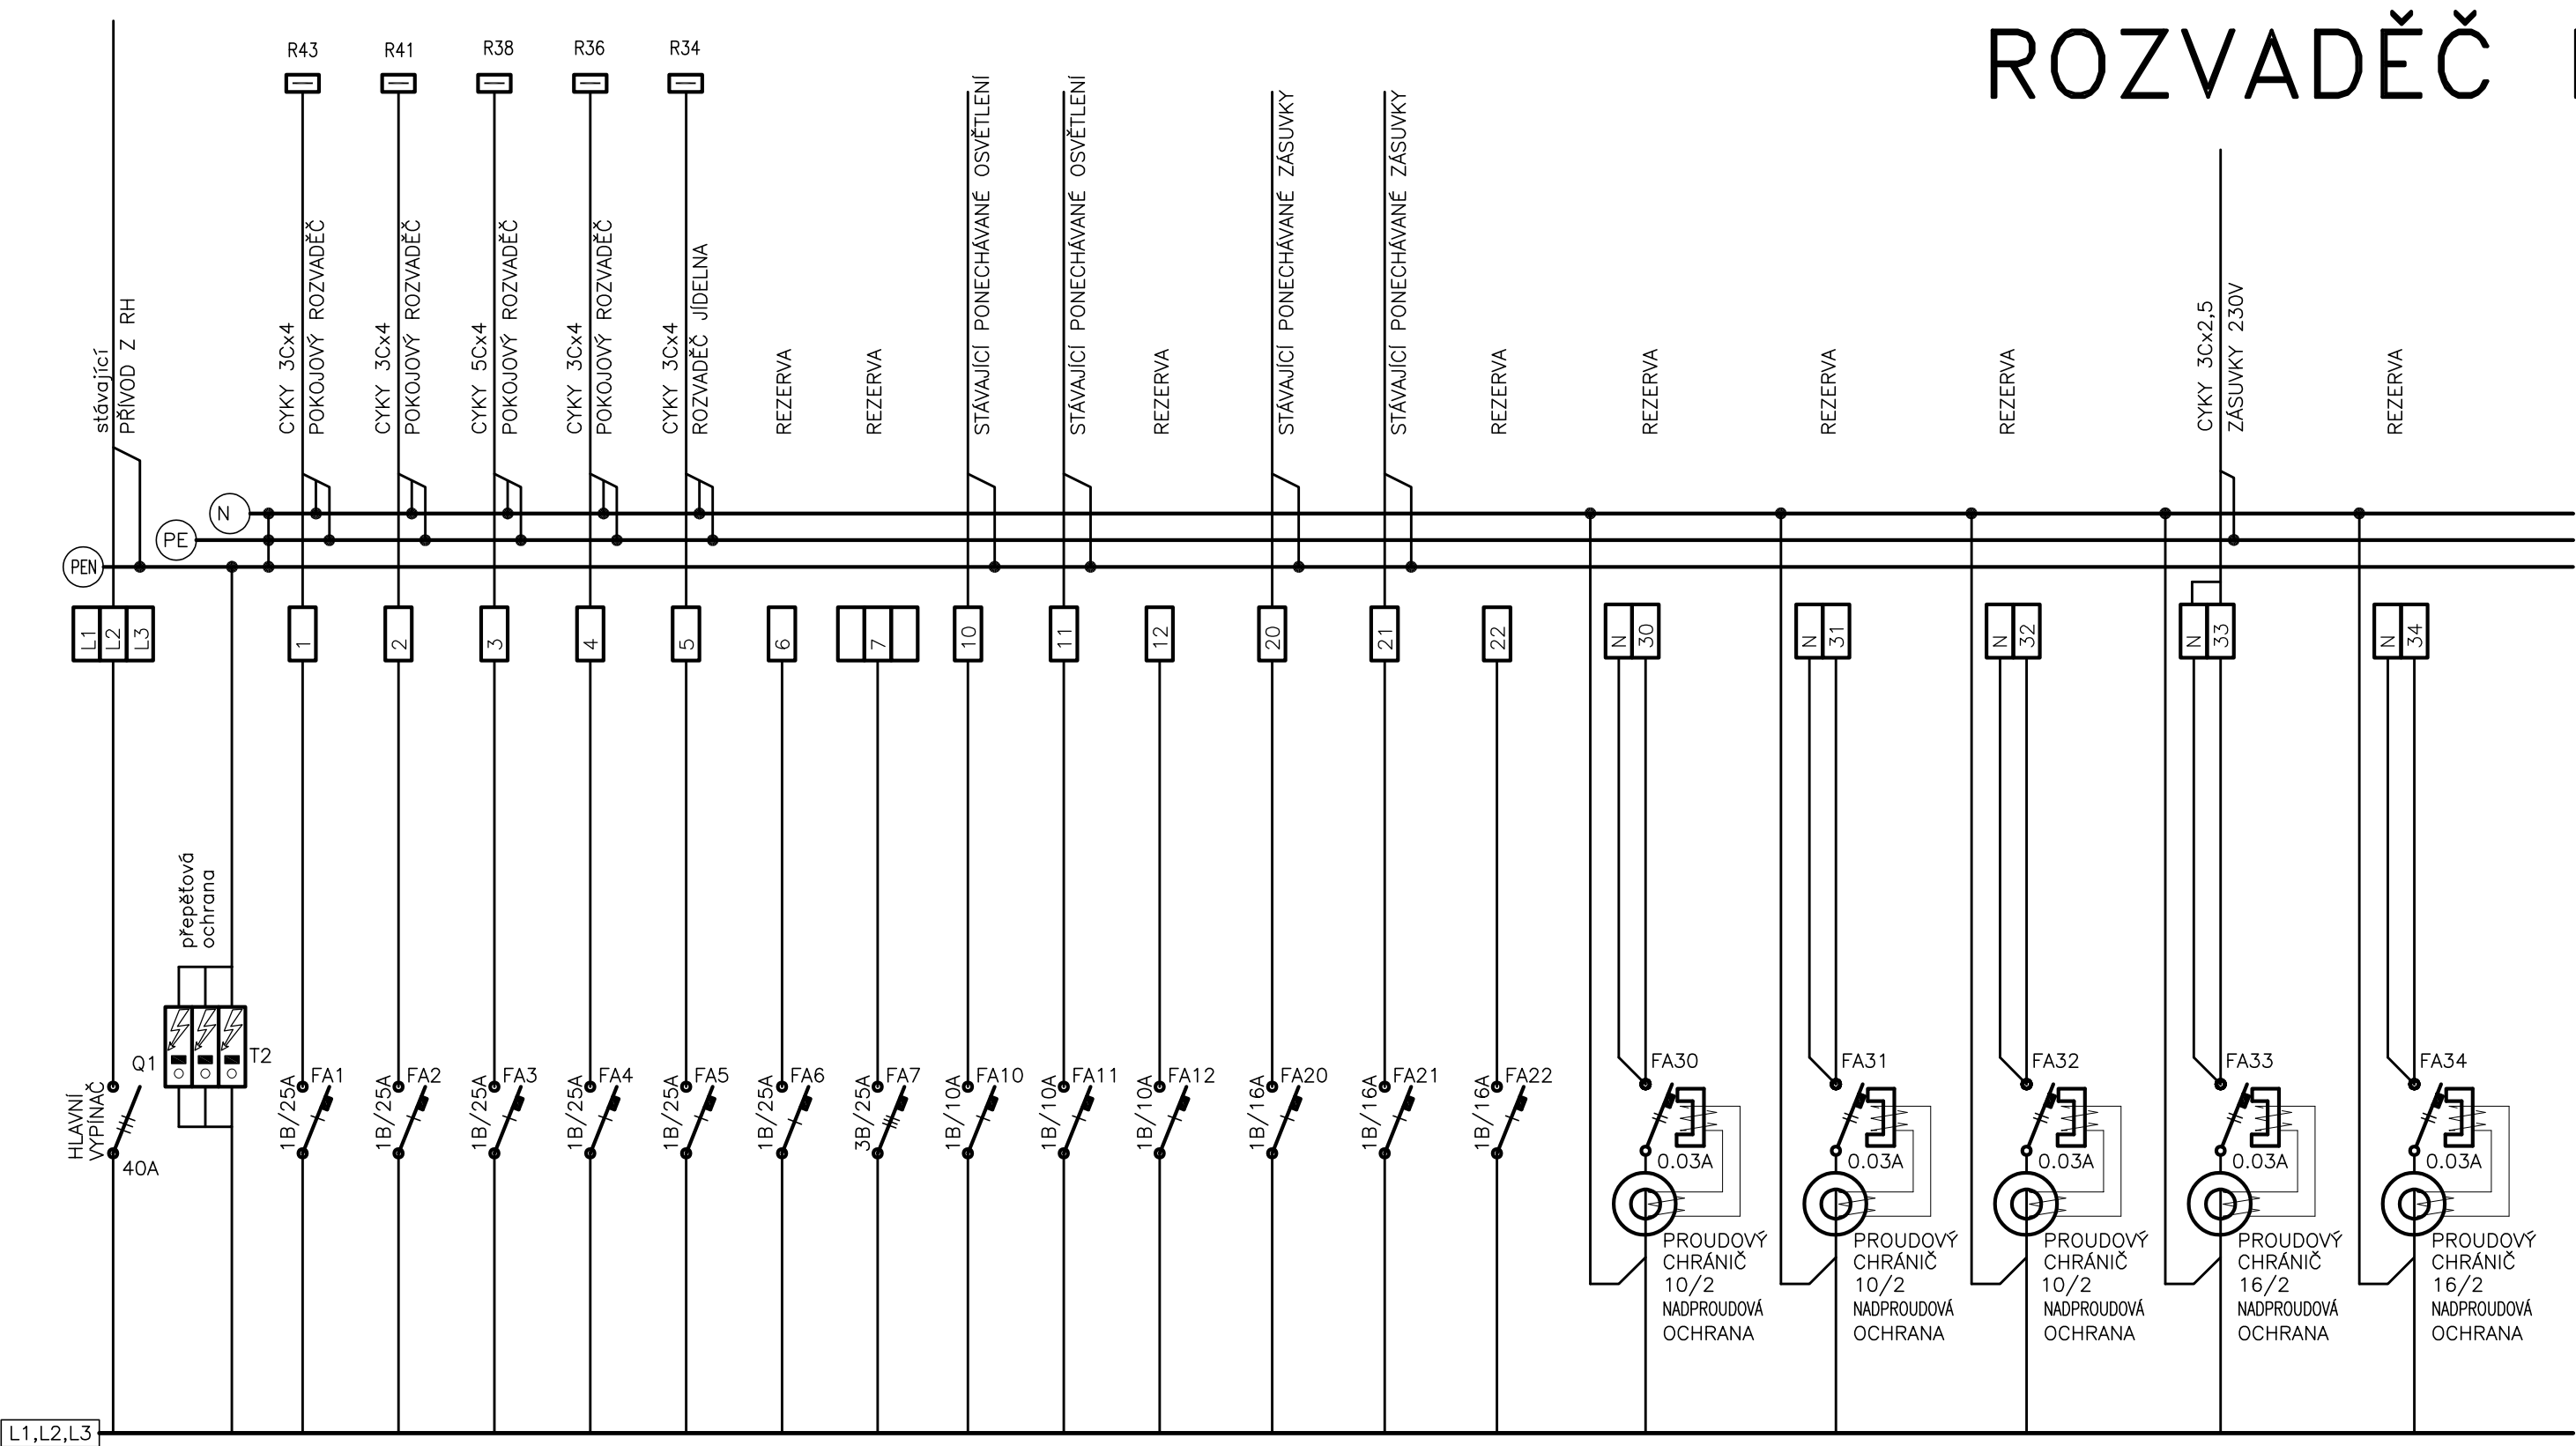 ROZVADĚČ
R43
R41
R38
R36
R34
stávající
PŘÍVOD Z RH
CYKY 3Cx4
POKOJOVÝ ROZVADĚČ
CYKY 3Cx4
POKOJOVÝ ROZVADĚČ
CYKY 5Cx4
POKOJOVÝ ROZVADĚČ
CYKY 3Cx4
POKOJOVÝ ROZVADĚČ
CYKY 3Cx4
ROZVADĚČ JÍDELNA
REZERVA
REZERVA
STÁVAJÍCÍ PONECHÁVANÉ OSVĚTLENÍ
STÁVAJÍCÍ PONECHÁVANÉ OSVĚTLENÍ
REZERVA
STÁVAJÍCÍ PONECHÁVANÉ ZÁSUVKY
STÁVAJÍCÍ PONECHÁVANÉ ZÁSUVKY
REZERVA
REZERVA
REZERVA
REZERVA
CYKY 3Cx2,5
ZÁSUVKY 230V
REZERVA
N
PE
PEN
L1
L2
L3
1
2
3
4
5
6
7
10
11
12
20
21
22
N
30
N
31
N
32
N
33
N
34
přepěťová
ochrana
HLAVNÍ
VYPÍNAČ
Q1
40A
T2
1B/25A
FA1
1B/25A
FA2
1B/25A
FA3
1B/25A
FA4
1B/25A
FA5
1B/25A
FA6
3B/25A
FA7
1B/10A
FA10
1B/10A
FA11
1B/10A
FA12
1B/16A
FA20
1B/16A
FA21
1B/16A
FA22
FA30
0.03A
PROUDOVÝ
CHRÁNIČ
10/2
NADPROUDOVÁ
OCHRANA
FA31
0.03A
PROUDOVÝ
CHRÁNIČ
10/2
NADPROUDOVÁ
OCHRANA
FA32
0.03A
PROUDOVÝ
CHRÁNIČ
10/2
NADPROUDOVÁ
OCHRANA
FA33
0.03A
PROUDOVÝ
CHRÁNIČ
16/2
NADPROUDOVÁ
OCHRANA
FA34
0.03A
PROUDOVÝ
CHRÁNIČ
16/2
NADPROUDOVÁ
OCHRANA
L1,L2,L3